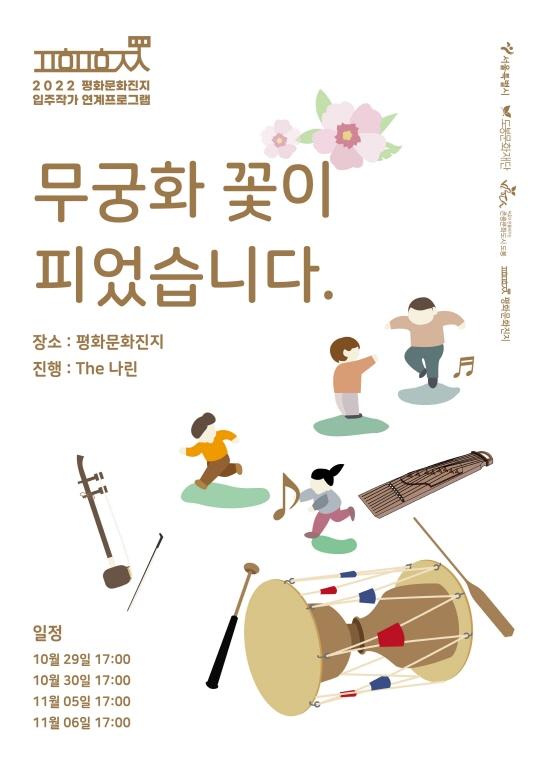 2022 평화문화진지
입주작가 연계프로그램
무궁화 꽃이
피었습니다.
장소 : 평화문화진지
진행 : The 나린
일정
10월 29일 17:00
10월 30일 17:00
11월 05일 17:00
11월 06일 17:00
서울특별시
도봉문화재단
평화문화진지